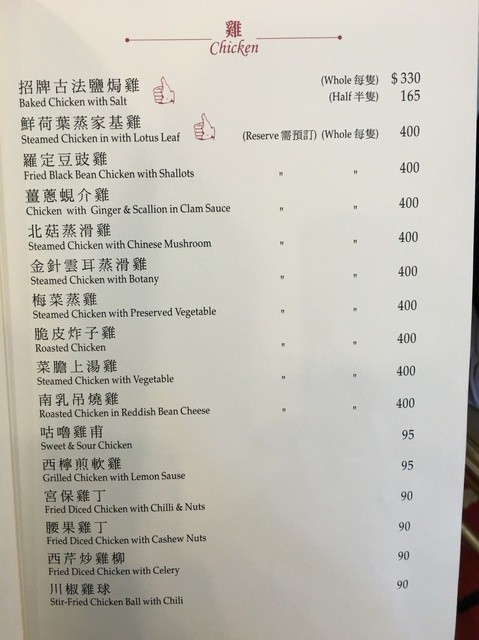 雞
Chicken
招牌古法鹽焗雞 (Whole 每隻) $330
Baked Chicken with Salt (Half 半隻) 165
鮮荷葉蒸家基雞
Steamed Chicken in with Lotus Leaf (Reserve 需預訂) (Whole 每隻) 400
羅定豆豉雞
Fried Black Bean Chicken with Shallots " " 400
薑蔥蜆介雞
Chicken with Ginger & Scallion in Clam Sauce " " 400
北菇蒸滑雞
Steamed Chicken with Chinese Mushroom " " 400
金針雲耳蒸滑雞
Steamed Chicken with Botany " " 400
梅菜蒸雞
Steamed Chicken with Preserved Vegetable " " 400
脆皮炸子雞
Roasted Chicken " " 400
菜膽上湯雞
Steamed Chicken with Vegetable " " 400
南乳吊燒雞
Roasted Chicken in Reddish Bean Cheese " " 400
咕嚕雞甫 95
Sweet & Sour Chicken
西檸煎軟雞 95
Grilled Chicken with Lemon Sause
宮保雞丁 90
Fried Diced Chicken with Chilli & Nuts
腰果雞丁 90
Fried Diced Chicken with Cashew Nuts
西芹炒雞柳 90
Fried Diced Chicken with Celery
川椒雞球 90
Stir-Fried Chicken Ball with Chili